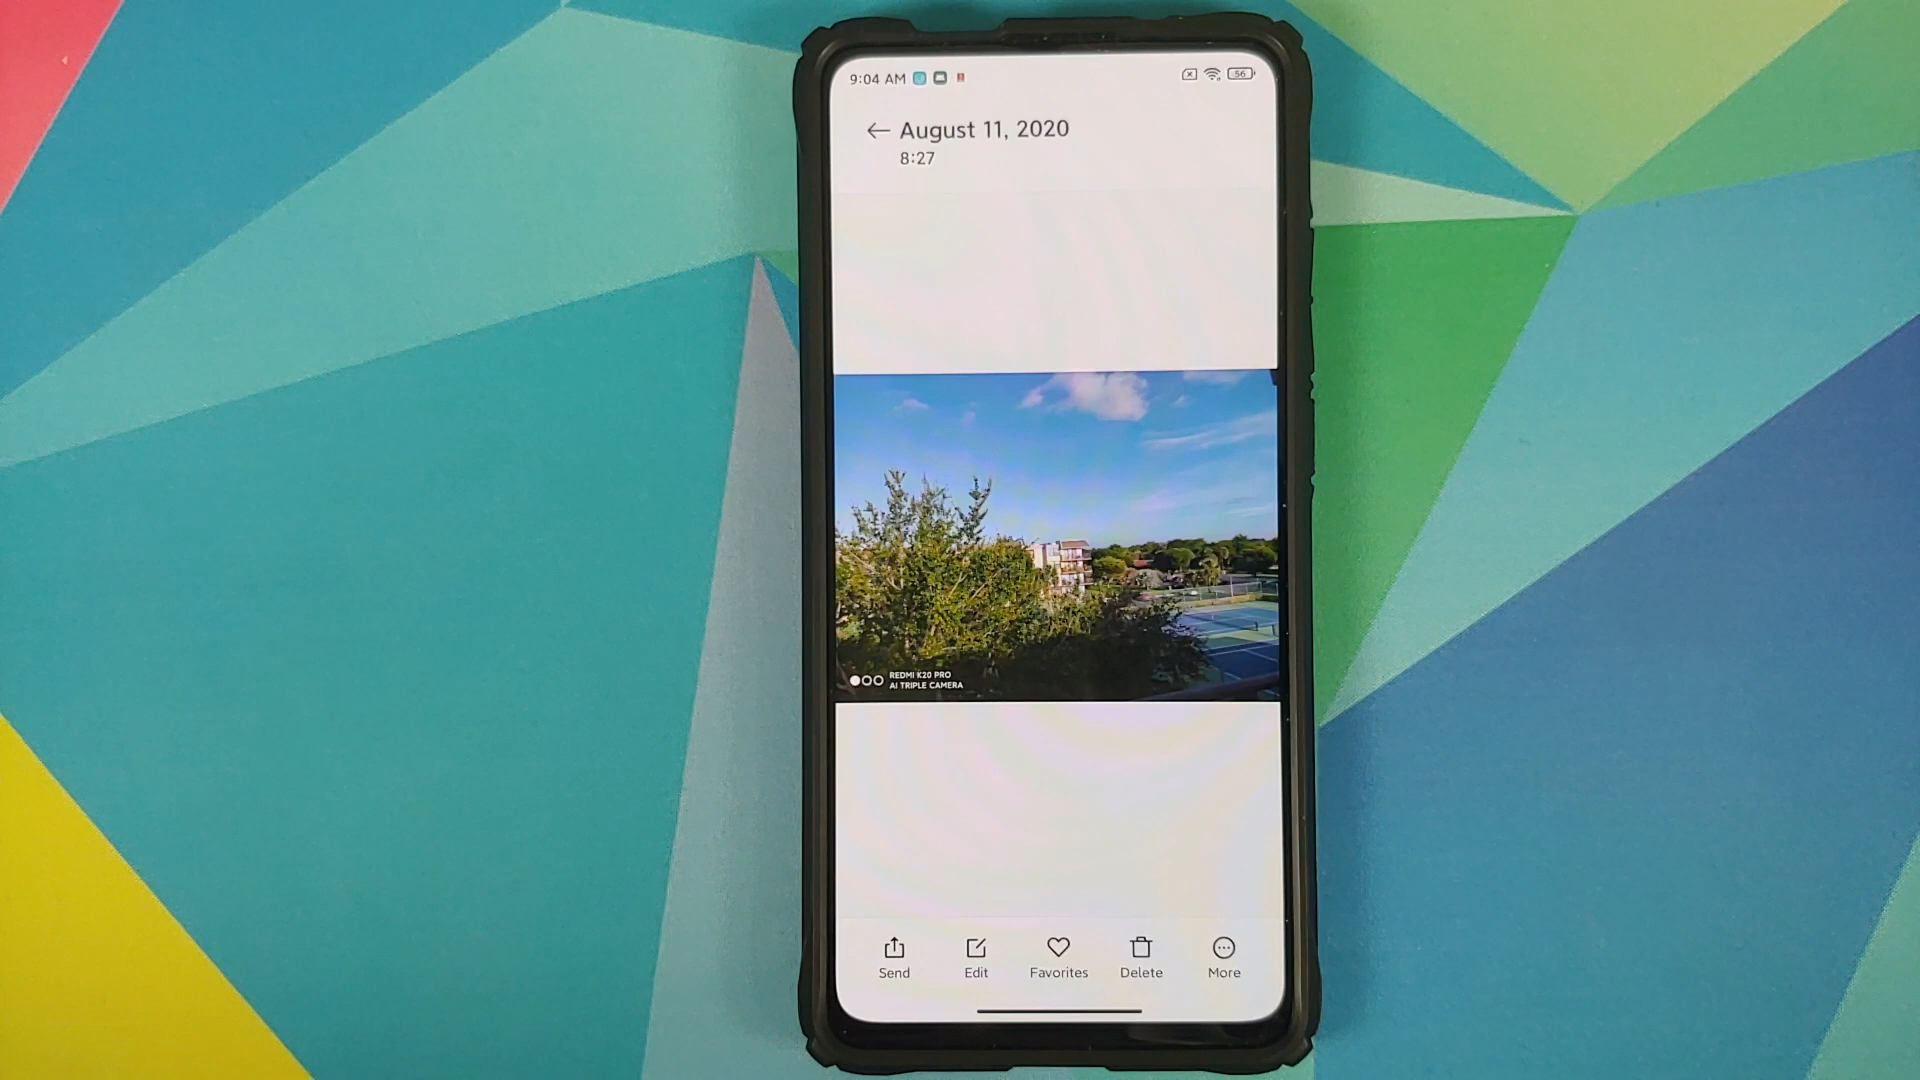 9:04 AM
56
August 11, 2020
8:27
REDMI K20 PRO
AI TRIPLE CAMERA
Send Edit Favorites Delete More